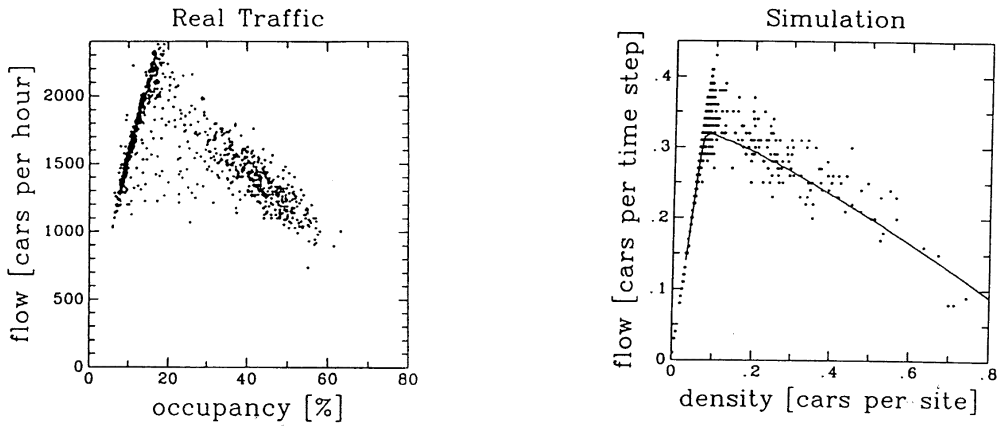 Real Traffic
flow [cars per hour]
2000
1500
1000
500
0
0 20 40 60 80
occupancy [%]
Simulation
flow [cars per time step]
.4
.3
.2
.1
0
0 .2 .4 .6 .8
density [cars per site]